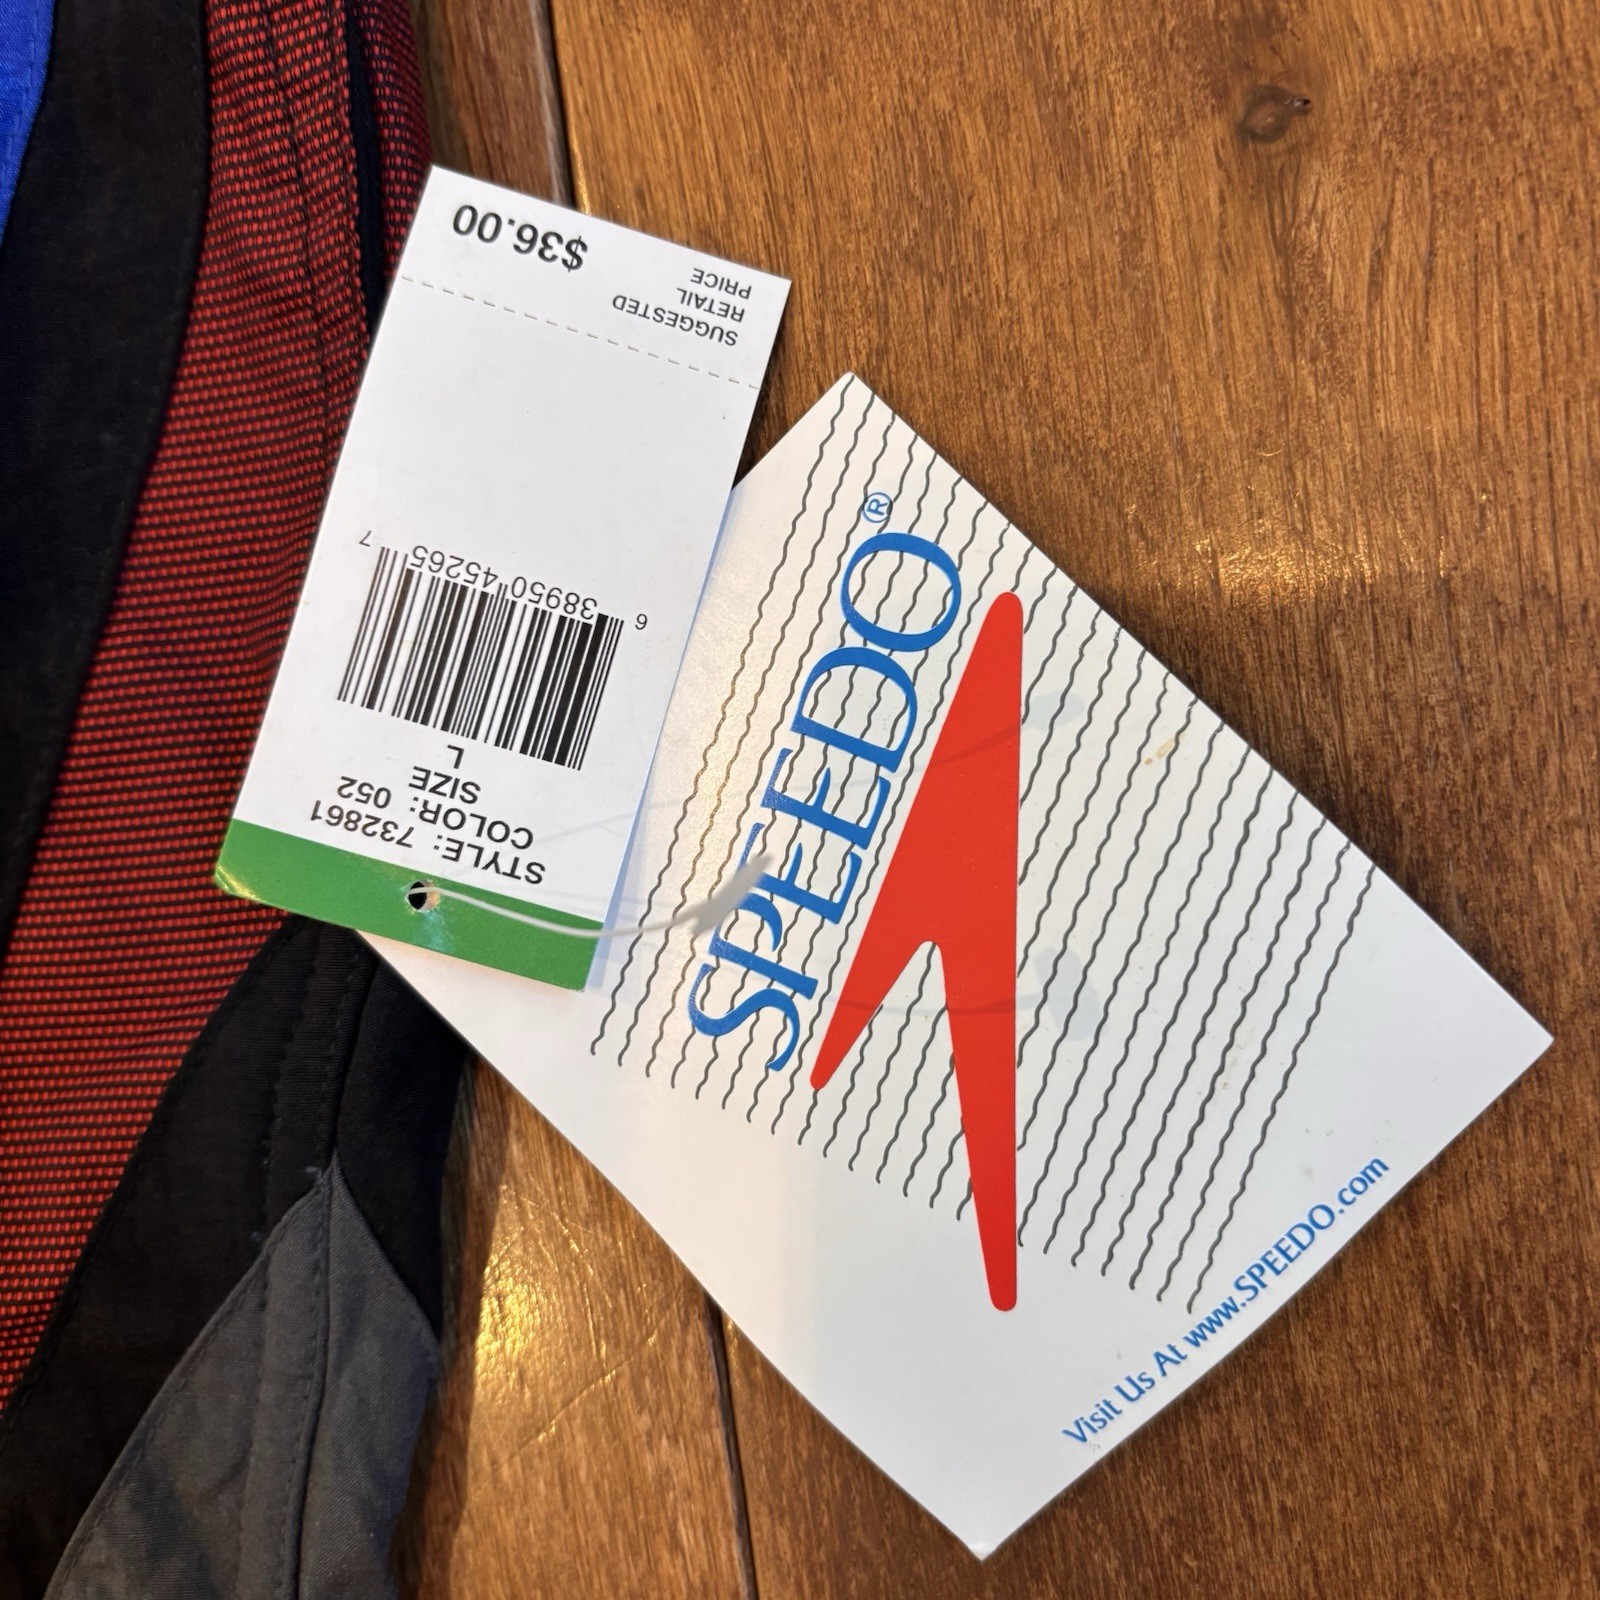 STYLE: 732861
COLOR: 052
SIZE
L
6 38950 45265 7
SUGGESTED
RETAIL
PRICE
$36.00
SPEEDO®
Visit Us At www.SPEEDO.com